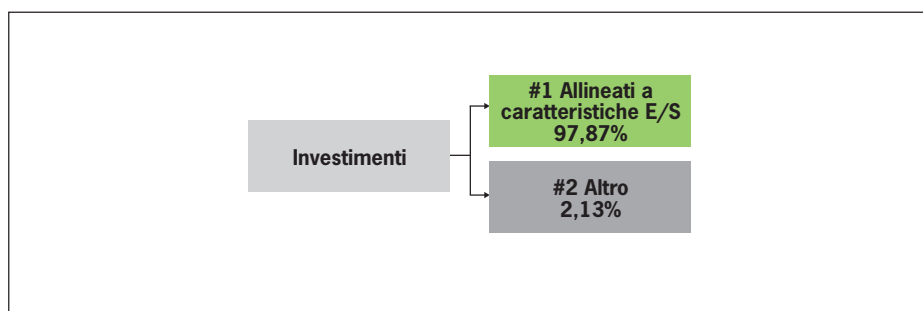 Investimenti
#1 Allineati a
caratteristiche E/S
97,87%
#2 Altro
2,13%